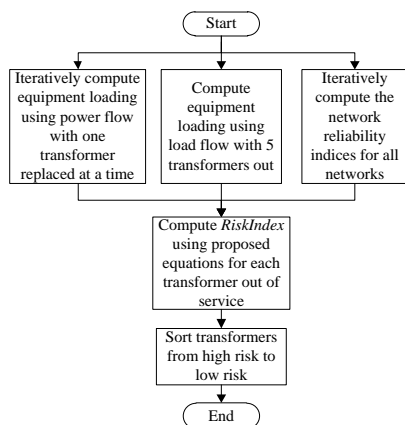 Start
Iteratively compute
equipment loading
using power flow
with one
transformer
replaced at a time
Compute
equipment
loading using
load flow with 5
transformers out
Iteratively
compute the
network
reliability
indices for all
networks
Compute RiskIndex
using proposed
equations for each
transformer out of
service
Sort transformers
from high risk to
low risk
End